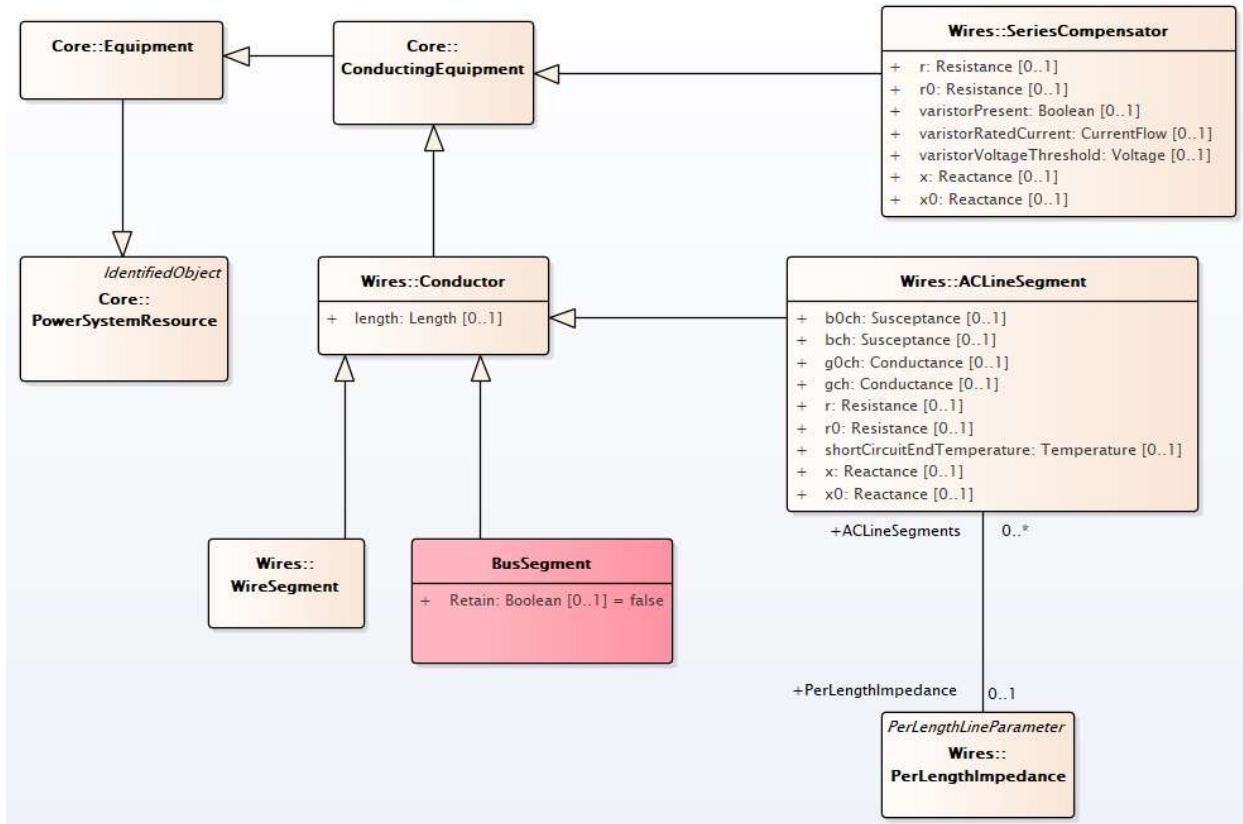 Core::Equipment
Core::
ConductingEquipment
Wires::SeriesCompensator
+ r: Resistance [0..1]
+ r0: Resistance [0..1]
+ varistorPresent: Boolean [0..1]
+ varistorRatedCurrent: CurrentFlow [0..1]
+ varistorVoltageThreshold: Voltage [0..1]
+ x: Reactance [0..1]
+ x0: Reactance [0..1]
IdentifiedObject
Core::
PowerSystemResource
Wires::Conductor
+ length: Length [0..1]
Wires::ACLineSegment
+ b0ch: Susceptance [0..1]
+ bch: Susceptance [0..1]
+ g0ch: Conductance [0..1]
+ gch: Conductance [0..1]
+ r: Resistance [0..1]
+ r0: Resistance [0..1]
+ shortCircuitEndTemperature: Temperature [0..1]
+ x: Reactance [0..1]
+ x0: Reactance [0..1]
+ACLineSegments 0..*
Wires::
WireSegment
BusSegment
+ Retain: Boolean [0..1] = false
+PerLengthImpedance 0..1
PerLengthLineParameter
Wires::
PerLengthImpedance